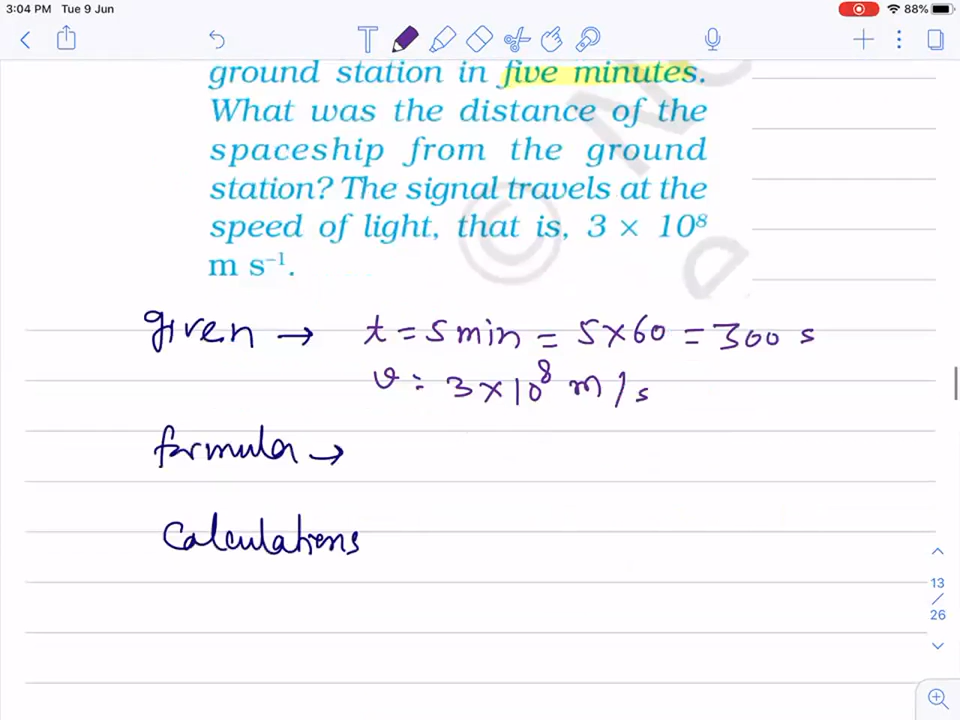 3:04 PM Tue 9 Jun
88%
T
ground station in five minutes.
What was the distance of the
spaceship from the ground
station? The signal travels at the
speed of light, that is, 3 × 10⁸
m s⁻¹.
given → t = 5 min = 5×60 = 300 s
v = 3×10⁸ m/s
formula →
Calculations
13
/
26